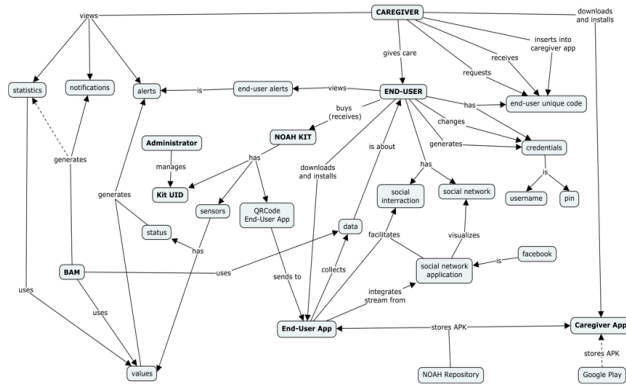 CAREGIVER
downloads
and installs
views
inserts into
caregiver app
gives care
receives
requests
statistics
notifications
alerts
is
end-user alerts
views
END-USER
has
end-user unique code
buys
(receives)
changes
NOAH KIT
generates
credentials
Administrator
is about
generates
has
downloads
and installs
has
is
manages
Kit UID
generates
sensors
QRCode
End-User App
social
interraction
social network
username
pin
status
data
facilitates
visualizes
has
facebook
BAM
uses
sends to
collects
social network
application
is
uses
integrates
stream from
uses
End-User App
stores APK
Caregiver App
stores APK
values
NOAH Repository
Google Play